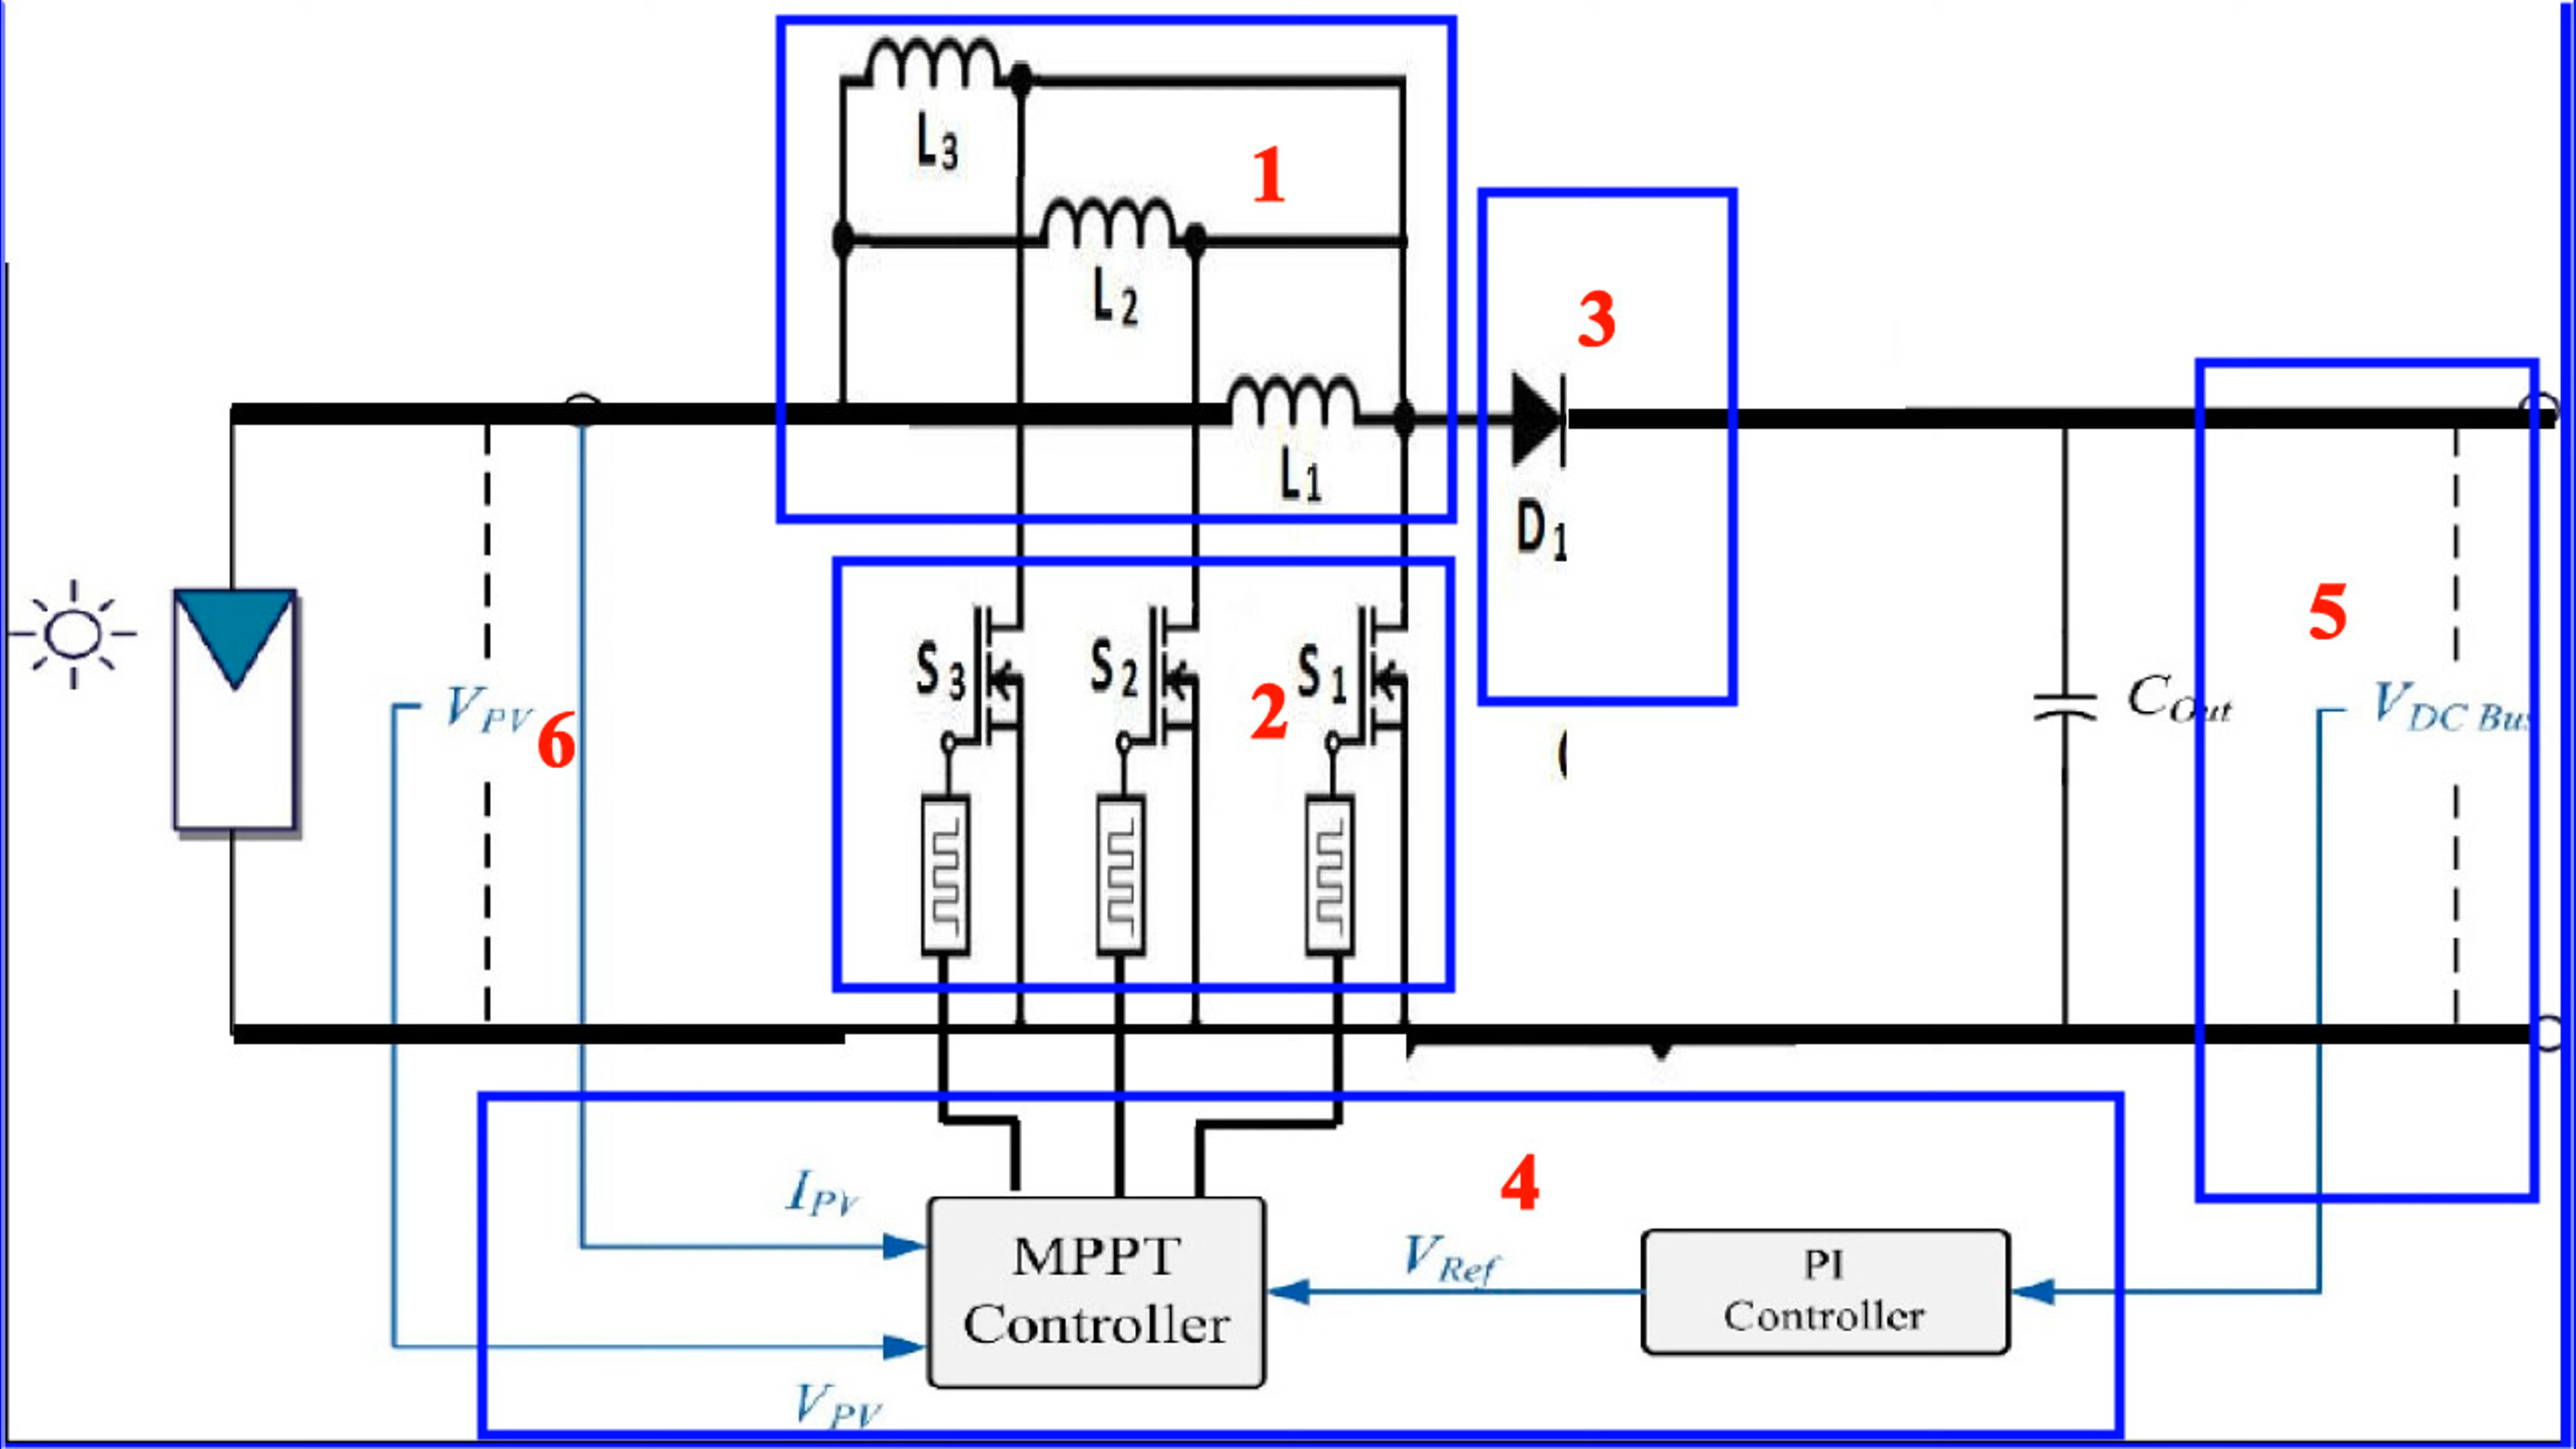 L3
1
L2
3
L1
D1
5
S3
S2
2
S1
VPV
6
COut
VDC Bus
4
IPV
MPPT
Controller
VRef
PI
Controller
VPV